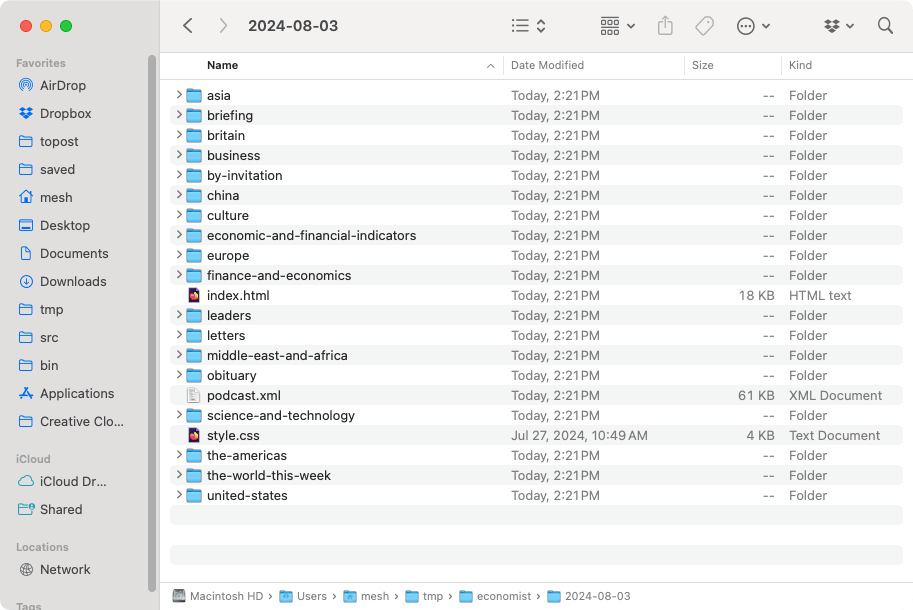 2024-08-03
Favorites
AirDrop
Dropbox
topost
saved
mesh
Desktop
Documents
Downloads
tmp
src
bin
Applications
Creative Clo...
iCloud
iCloud Dr...
Shared
Locations
Network
Tags
Name Date Modified Size Kind
asia Today, 2:21 PM -- Folder
briefing Today, 2:21 PM -- Folder
britain Today, 2:21 PM -- Folder
business Today, 2:21 PM -- Folder
by-invitation Today, 2:21 PM -- Folder
china Today, 2:21 PM -- Folder
culture Today, 2:21 PM -- Folder
economic-and-financial-indicators Today, 2:21 PM -- Folder
europe Today, 2:21 PM -- Folder
finance-and-economics Today, 2:21 PM -- Folder
index.html Today, 2:21 PM 18 KB HTML text
leaders Today, 2:21 PM -- Folder
letters Today, 2:21 PM -- Folder
middle-east-and-africa Today, 2:21 PM -- Folder
obituary Today, 2:21 PM -- Folder
podcast.xml Today, 2:21 PM 61 KB XML Document
science-and-technology Today, 2:21 PM -- Folder
style.css Jul 27, 2024, 10:49 AM 4 KB Text Document
the-americas Today, 2:21 PM -- Folder
the-world-this-week Today, 2:21 PM -- Folder
united-states Today, 2:21 PM -- Folder
Macintosh HD › Users › mesh › tmp › economist › 2024-08-03